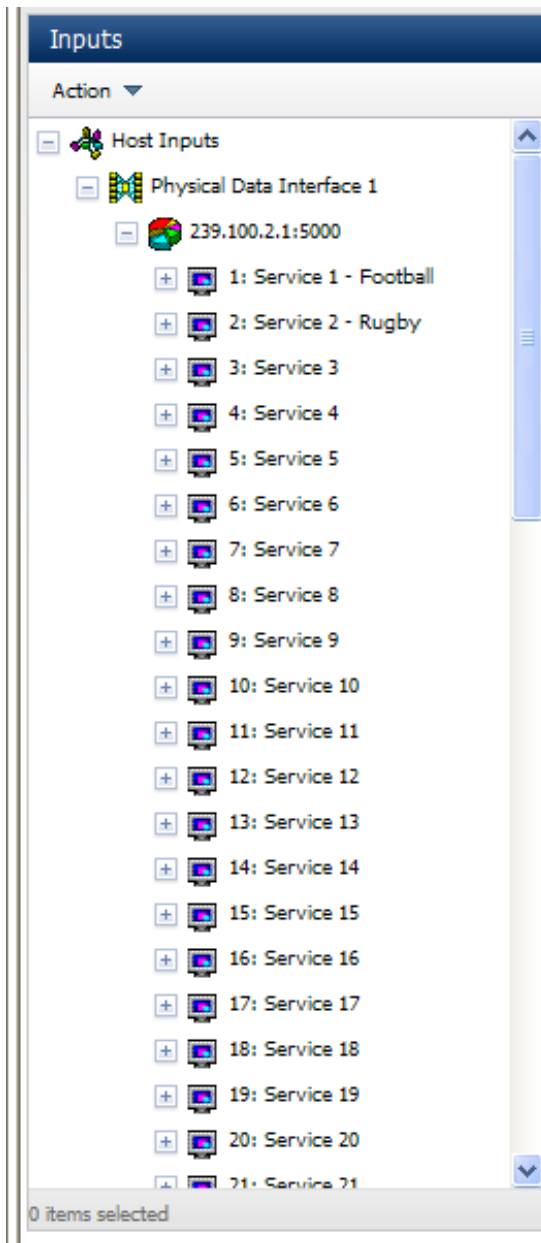 Inputs
Action
Host Inputs
Physical Data Interface 1
239.100.2.1:5000
1: Service 1 - Football
2: Service 2 - Rugby
3: Service 3
4: Service 4
5: Service 5
6: Service 6
7: Service 7
8: Service 8
9: Service 9
10: Service 10
11: Service 11
12: Service 12
13: Service 13
14: Service 14
15: Service 15
16: Service 16
17: Service 17
18: Service 18
19: Service 19
20: Service 20
21: Service 21
0 items selected